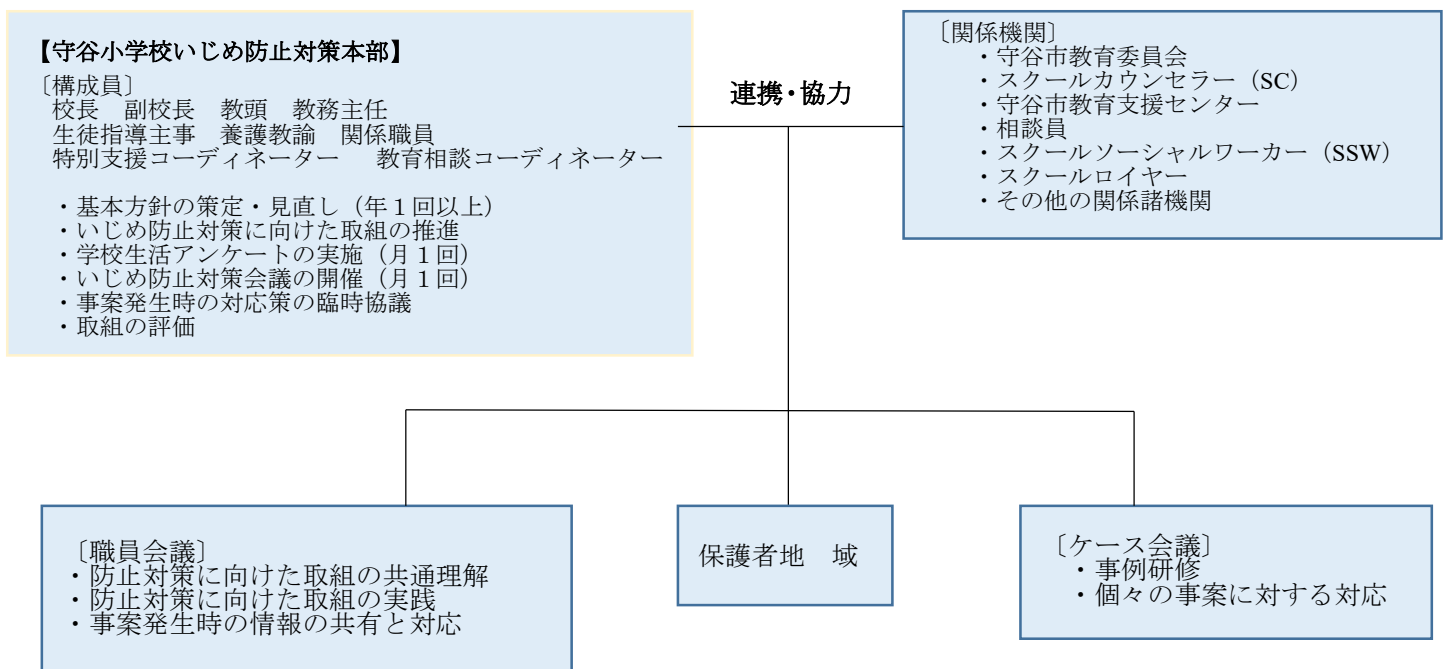 【守谷小学校いじめ防止対策本部】
〔構成員〕
校長　副校長　教頭　教務主任
生徒指導主事　養護教諭　関係職員
特別支援コーディネーター　教育相談コーディネーター
・基本方針の策定・見直し（年１回以上）
・いじめ防止対策に向けた取組の推進
・学校生活アンケートの実施（月１回）
・いじめ防止対策会議の開催（月１回）
・事案発生時の対応策の臨時協議
・取組の評価
連携・協力
〔関係機関〕
・守谷市教育委員会
・スクールカウンセラー（SC）
・守谷市教育支援センター
・相談員
・スクールソーシャルワーカー（SSW）
・スクールロイヤー
・その他の関係諸機関
〔職員会議〕
・防止対策に向けた取組の共通理解
・防止対策に向けた取組の実践
・事案発生時の情報の共有と対応
保護者地　域
〔ケース会議〕
・事例研修
・個々の事案に対する対応